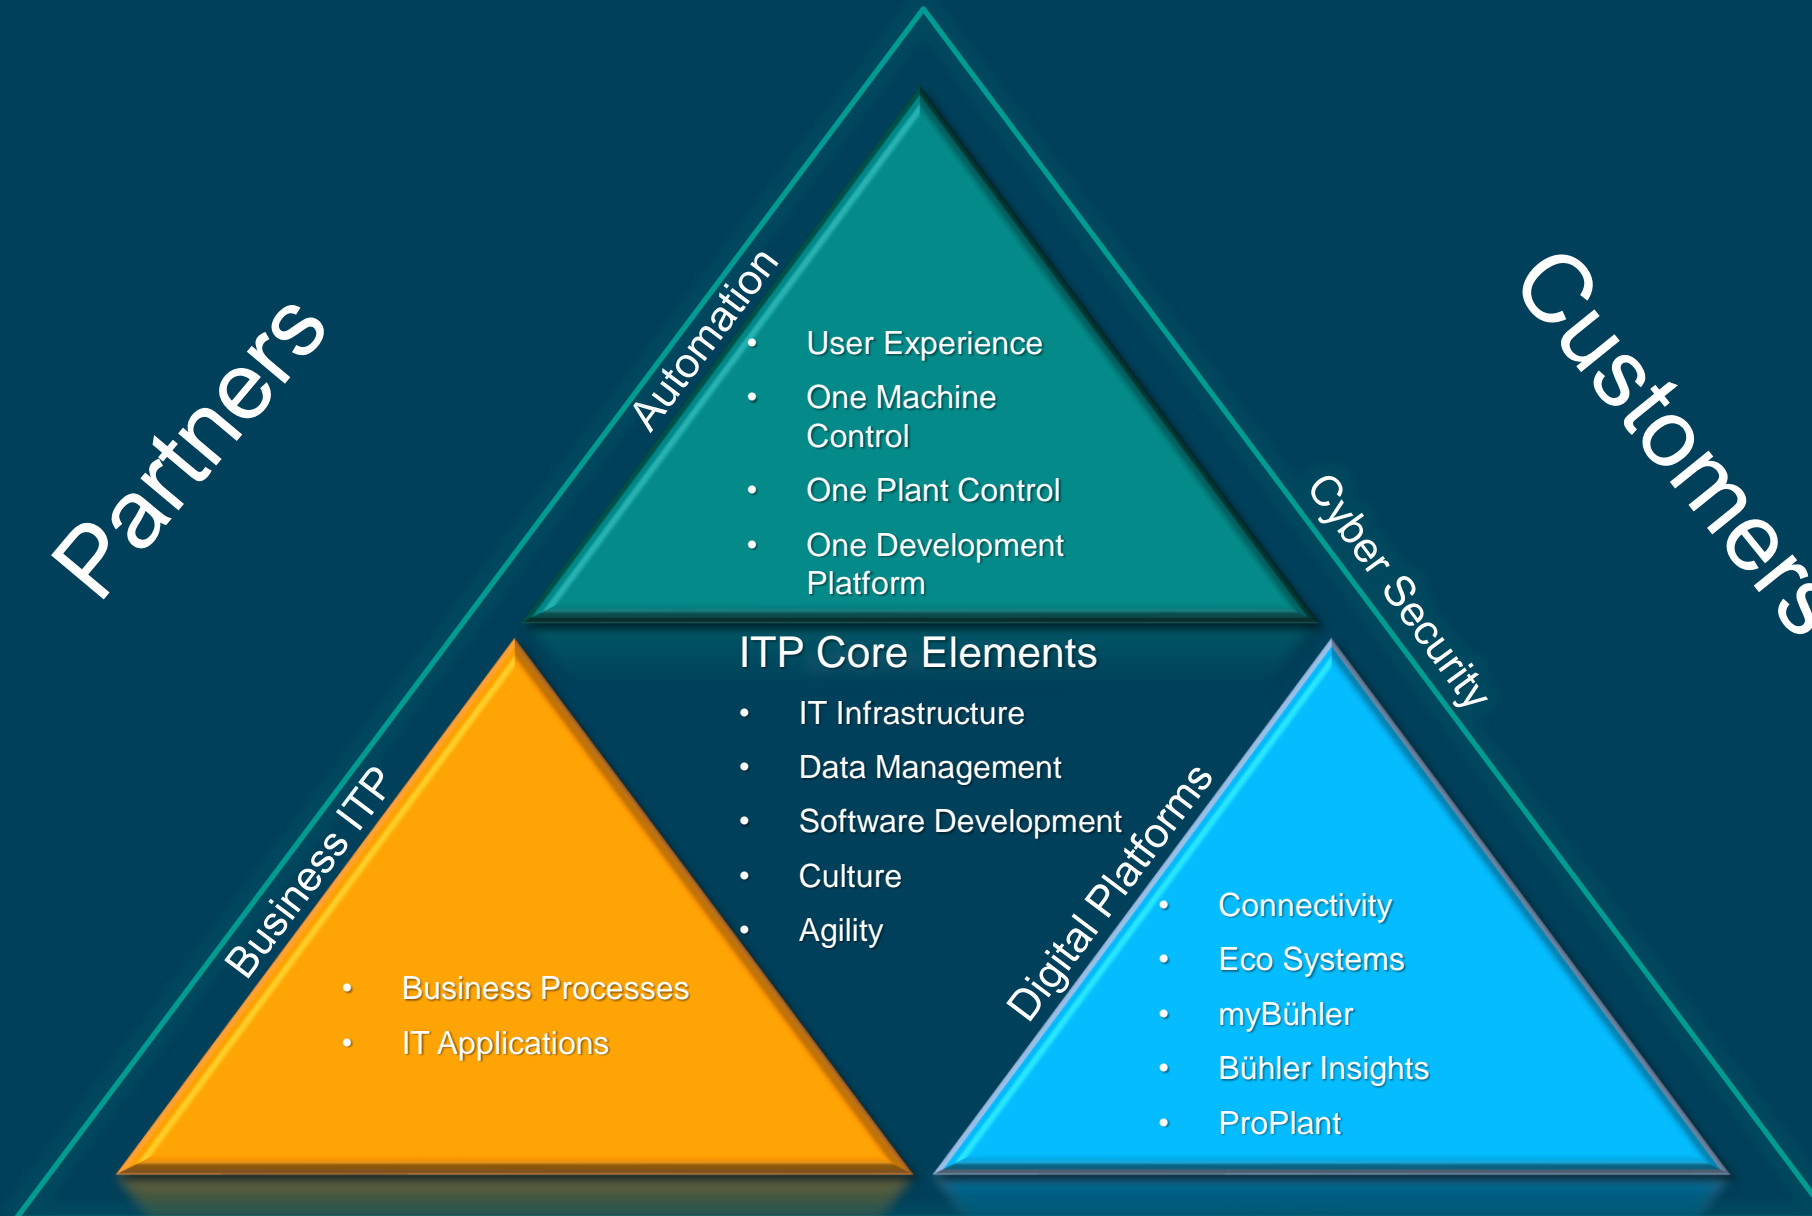 Partners
Customers
Automation
• User Experience
• One Machine
Control
• One Plant Control
• One Development
Platform
Cyber Security
ITP Core Elements
• IT Infrastructure
• Data Management
• Software Development
• Culture
• Agility
Business ITP
• Business Processes
• IT Applications
Digital Platforms
• Connectivity
• Eco Systems
• myBühler
• Bühler Insights
• ProPlant